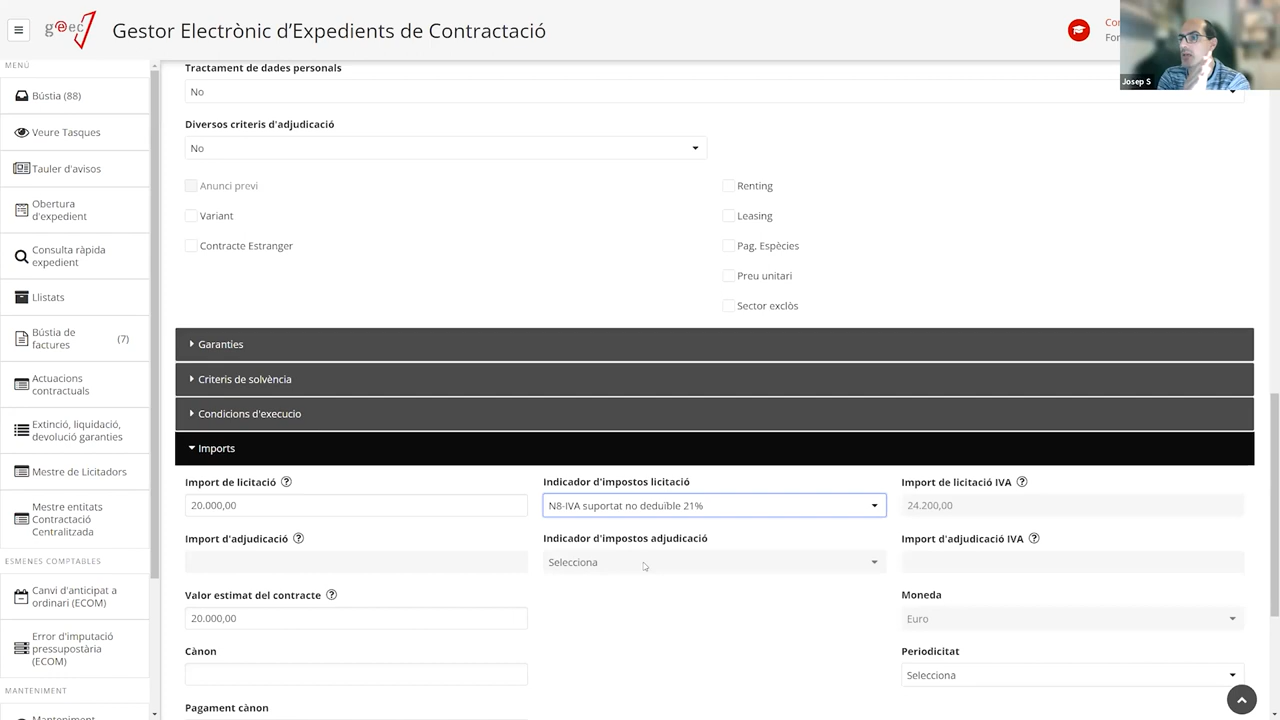 geec
Gestor Electrònic d'Expedients de Contractació
Josep S
MENÚ
Bústia (88)
Veure Tasques
Tauler d'avisos
Obertura
d'expedient
Consulta ràpida
expedient
Llistats
Bústia de
factures
(7)
Actuacions
contractuals
Extinció, liquidació,
devolució garanties
Mestre de Licitadors
Mestre entitats
Contractació
Centralitzada
ESMENES COMPTABLES
Canvi d'anticipat a
ordinari (ECOM)
Error d'imputació
pressupostària
(ECOM)
MANTENIMENT
Manteniment
Tractament de dades personals
No
Diversos criteris d'adjudicació
No
Anunci previ
Renting
Variant
Leasing
Contracte Estranger
Pag. Espècies
Preu unitari
Sector exclòs
Garanties
Criteris de solvència
Condicions d'execucio
Imports
Import de licitació ?
Indicador d'impostos licitació
Import de licitació IVA ?
20.000,00
N8-IVA suportat no deduïble 21%
24.200,00
Import d'adjudicació ?
Indicador d'impostos adjudicació
Import d'adjudicació IVA ?
Selecciona
Valor estimat del contracte ?
Moneda
20.000,00
Euro
Cànon
Periodicitat
Selecciona
Pagament cànon